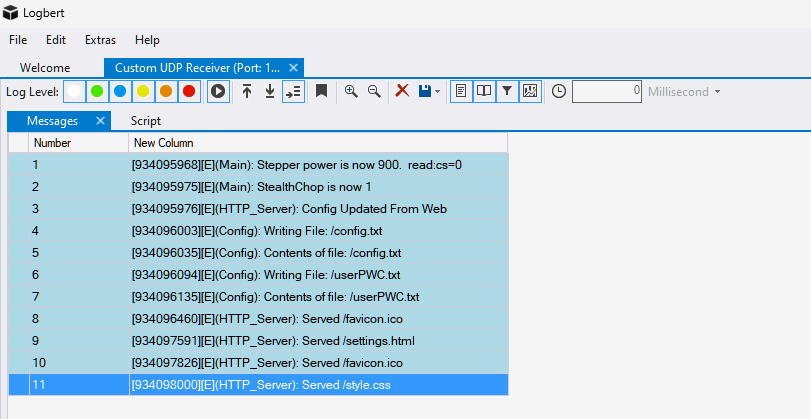 Logbert
File Edit Extras Help
Welcome Custom UDP Receiver (Port: 1...
Log Level: 0 Millisecond
Messages Script
Number New Column
1 [934095968][E](Main): Stepper power is now 900.  read:cs=0
2 [934095975][E](Main): StealthChop is now 1
3 [934095976][E](HTTP_Server): Config Updated From Web
4 [934096003][E](Config): Writing File: /config.txt
5 [934096035][E](Config): Contents of file: /config.txt
6 [934096094][E](Config): Writing File: /userPWC.txt
7 [934096135][E](Config): Contents of file: /userPWC.txt
8 [934096460][E](HTTP_Server): Served /favicon.ico
9 [934097591][E](HTTP_Server): Served /settings.html
10 [934097826][E](HTTP_Server): Served /favicon.ico
11 [934098000][E](HTTP_Server): Served /style.css